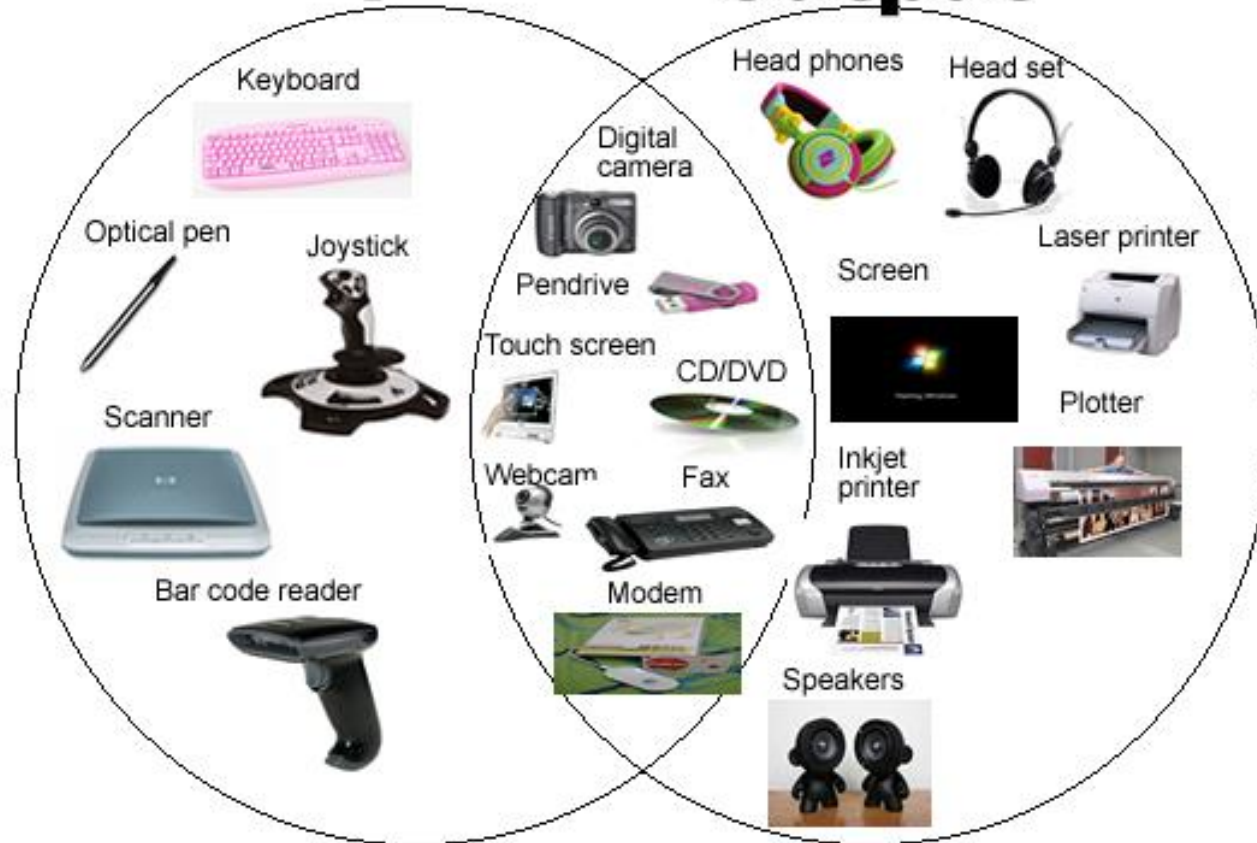 Keyboard
Optical pen
Joystick
Scanner
Bar code reader
Digital
camera
Pendrive
Touch screen
CD/DVD
Webcam
Fax
Modem
Head phones
Head set
Laser printer
Screen
Plotter
Inkjet
printer
Speakers